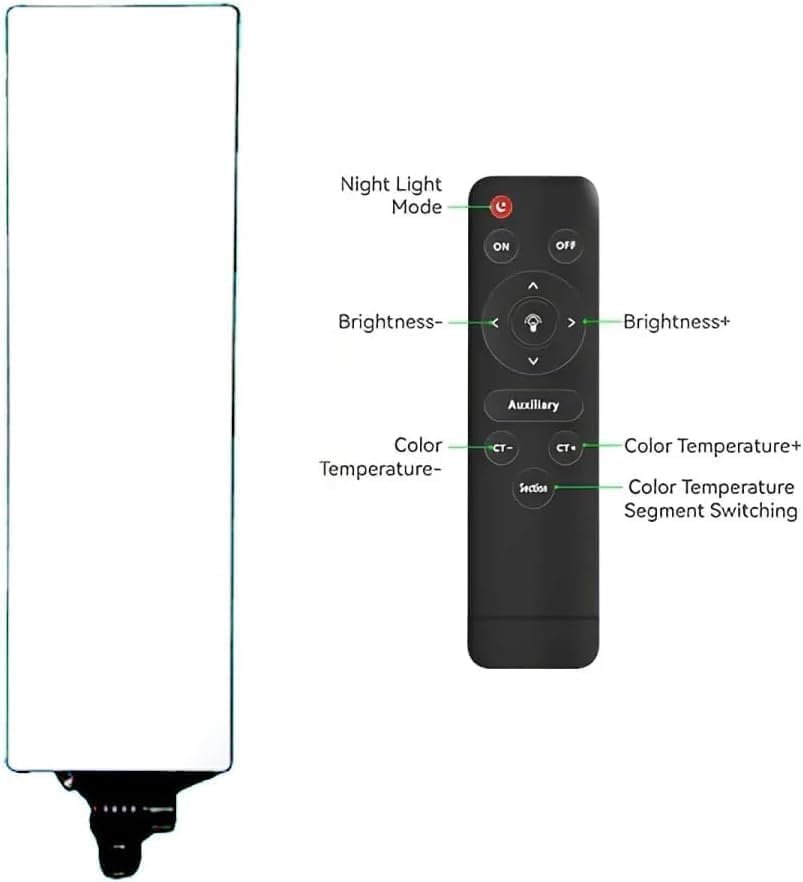 Night Light
Mode
ON
OFF
Brightness-
Brightness+
Auxiliary
Color
Temperature-
CT-
CT+
Color Temperature+
Section
Color Temperature
Segment Switching